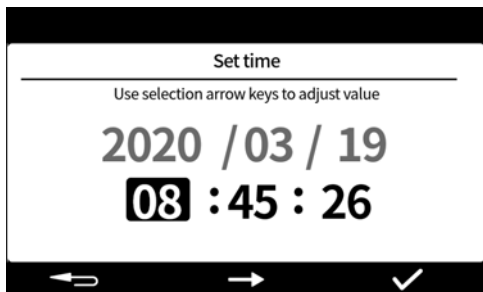 Set time
Use selection arrow keys to adjust value
2020 / 03 / 19
08 : 45 : 26